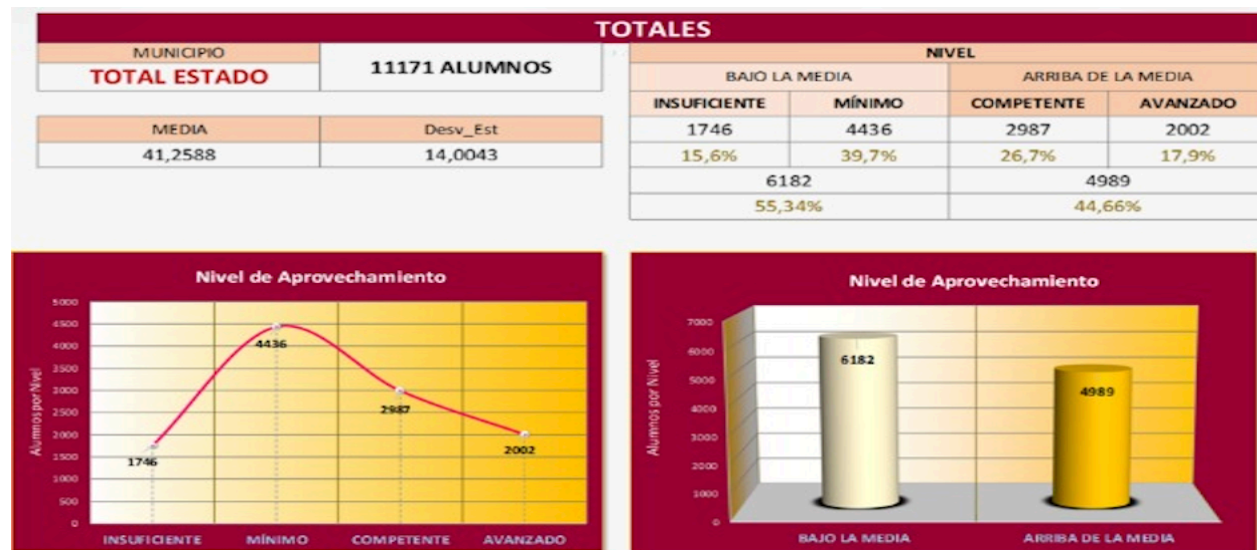 TOTALES
MUNICIPIO
TOTAL ESTADO
11171 ALUMNOS
MEDIA Desv_Est
41,2588 14,0043
NIVEL
BAJO LA MEDIA ARRIBA DE LA MEDIA
INSUFICIENTE MÍNIMO COMPETENTE AVANZADO
1746 4436 2987 2002
15,6% 39,7% 26,7% 17,9%
6182 4989
55,34% 44,66%
Nivel de Aprovechamiento
Alumnos por Nivel
5000
4500
4000
3500
3000
2500
2000
1500
1000
500
0
1746
4436
2987
2002
INSUFICIENTE MÍNIMO COMPETENTE AVANZADO
Nivel de Aprovechamiento
Alumnos por Nivel
7000
6000
5000
4000
3000
2000
1000
0
6182
4989
BAJO LA MEDIA ARRIBA DE LA MEDIA